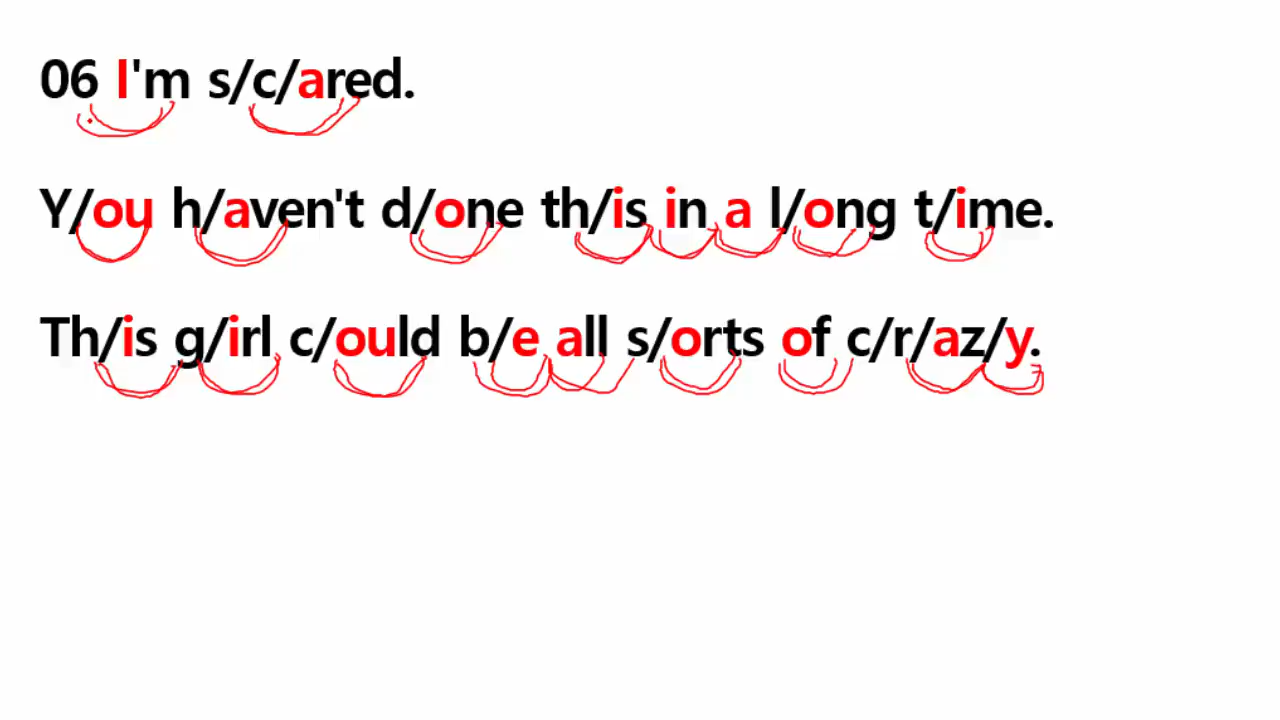 06 I'm s/c/ared.
Y/ou h/aven't d/one th/is in a l/ong t/ime.
Th/is g/irl c/ould b/e all s/orts of c/r/az/y.